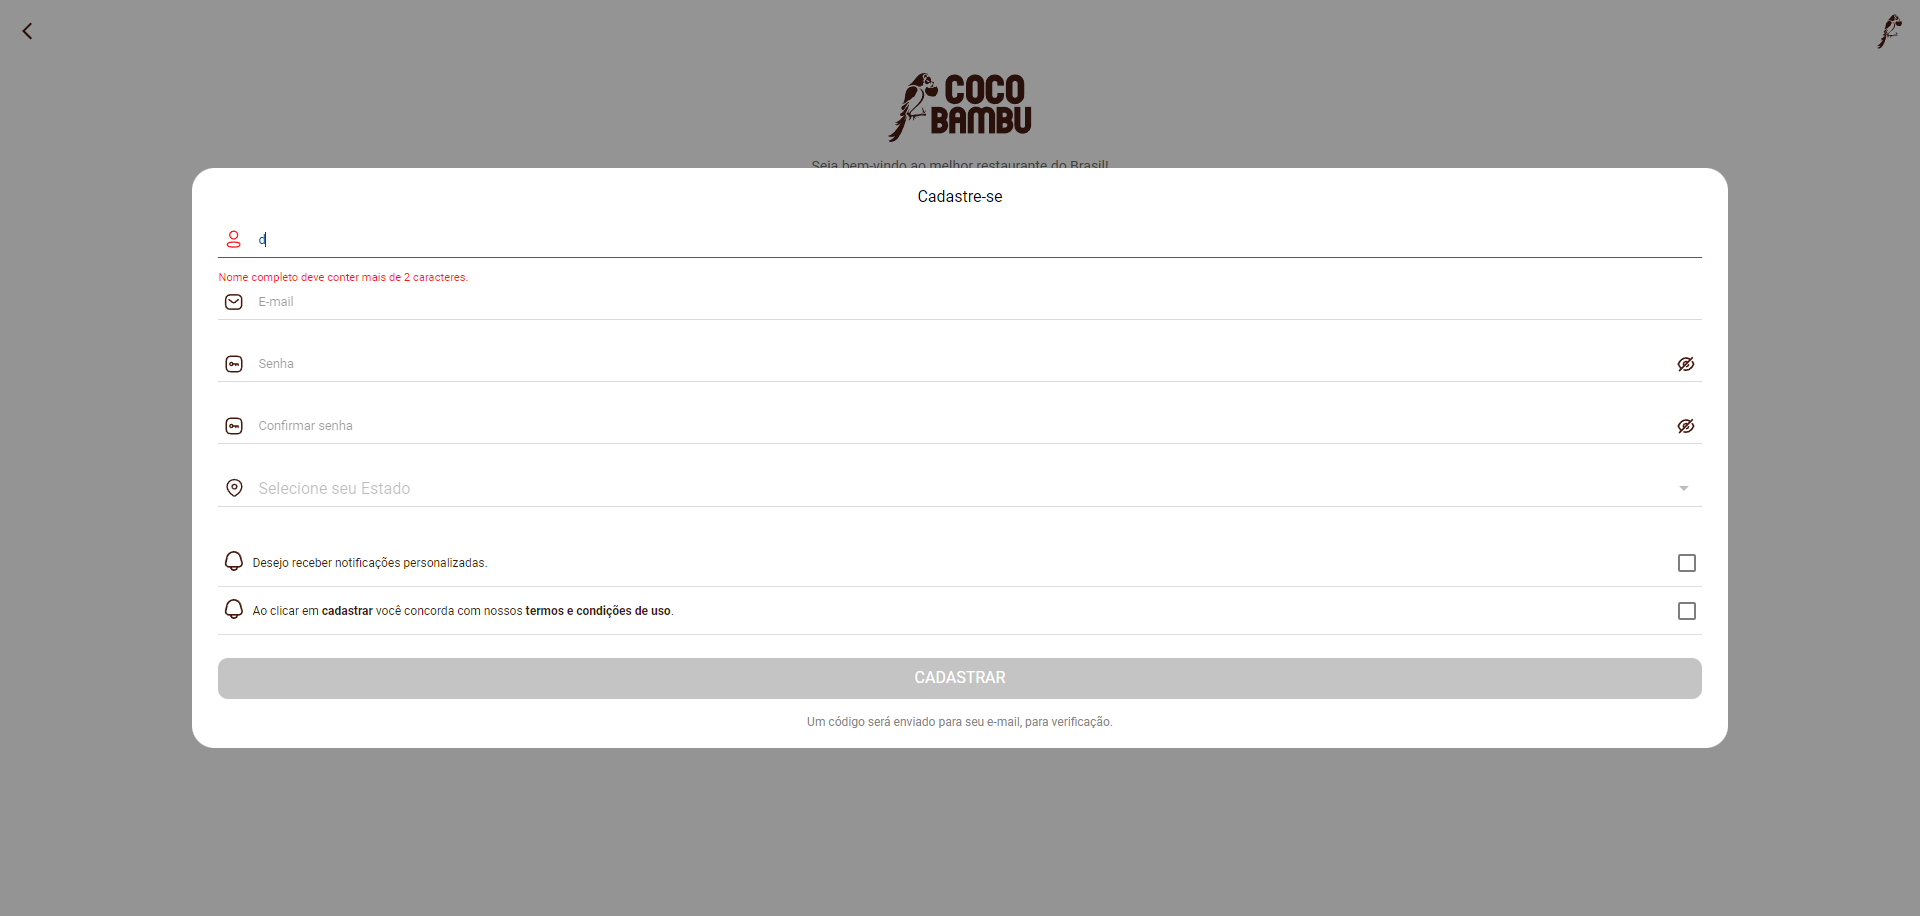 COCO
BAMBU
Seja bem-vindo ao melhor restaurante do Brasil!
Cadastre-se
d
Nome completo deve conter mais de 2 caracteres.
E-mail
Senha
Confirmar senha
Selecione seu Estado
Desejo receber notificações personalizadas.
Ao clicar em cadastrar você concorda com nossos termos e condições de uso.
CADASTRAR
Um código será enviado para seu e-mail, para verificação.